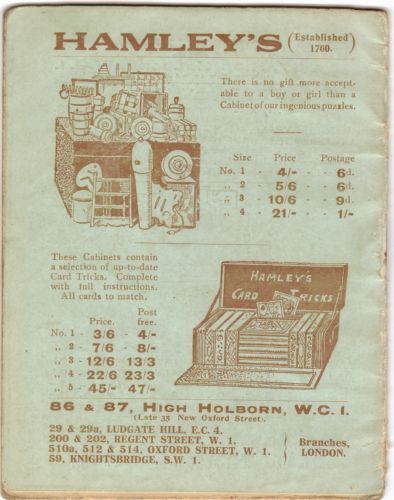 HAMLEY'S (Established 1760.)
There is no gift more accept-
able to a boy or girl than a
Cabinet of our ingenious puzzles.
Size Price Postage
No. 1 - 4/- - 6d.
,, 2 - 5/6 - 6d.
,, 3 - 10/6 - 9d.
,, 4 - 21/- - 1/-
These Cabinets contain
a selection of up-to-date
Card Tricks. Complete
with full instructions.
All cards to match.
Price. Post free.
No. 1 - 3/6 - 4/-
,, 2 - 7/6 - 8/-
,, 3 - 12/6 13/3
,, 4 - 22/6 23/3
,, 5 - 45/- 47/-
HAMLEY'S
CARD TRICKS
86 & 87, HIGH HOLBORN, W.C.1.
(Late 35 New Oxford Street).
29 & 29a, LUDGATE HILL, E.C. 4.
200 & 202, REGENT STREET, W. 1.
510a, 512 & 514, OXFORD STREET, W. 1.
59, KNIGHTSBRIDGE, S.W. 1.
Branches,
LONDON.